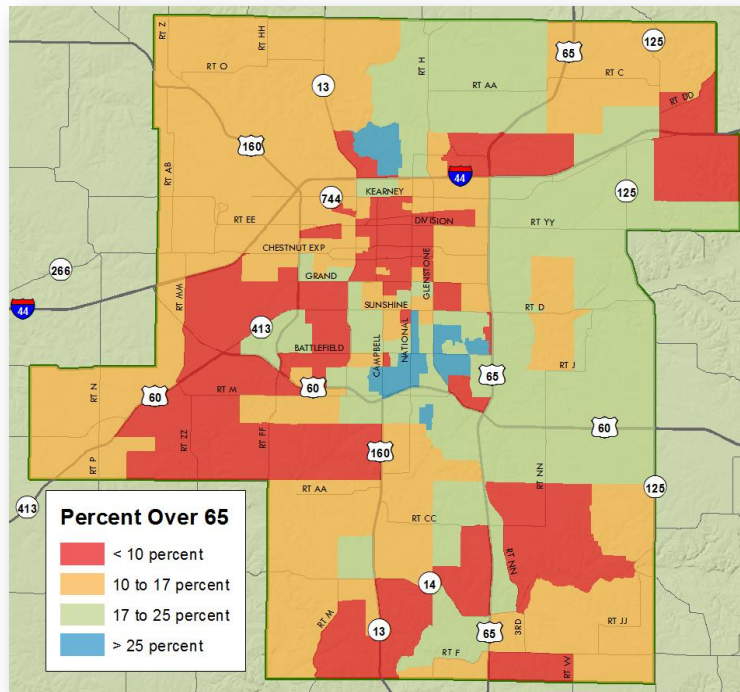 RT Z
RT HH
RT H
65
125
RT O
RT C
13
RT AA
RT DD
160
RT AB
44
744
KEARNEY
125
RT EE
DIVISION
RT YY
CHESTNUT EXP
GLENSTONE
266
GRAND
RT WW
SUNSHINE
RT D
44
413
NATIONAL
BATTLEFIELD
CAMPBELL
RT J
65
RT N
60
RT M
60
60
RT ZZ
RT FF
160
RT P
RT NN
413
RT AA
125
Percent Over 65
RT CC
< 10 percent
RT NN
10 to 17 percent
14
17 to 25 percent
RT M
13
65
3RD
RT JJ
> 25 percent
RT F
RT W